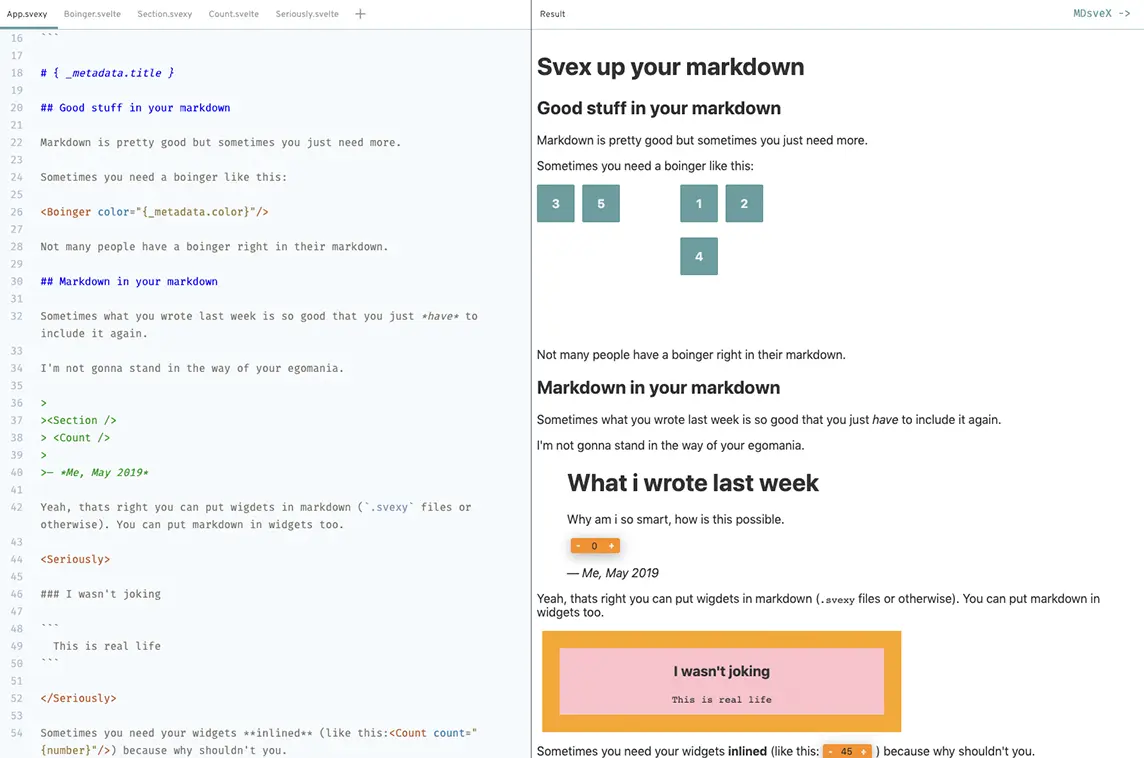 App.svexy Boinger.svelte Section.svexy Count.svelte Seriously.svelte +
16 ```
17
18 # { _metadata.title }
19
20 ## Good stuff in your markdown
21
22 Markdown is pretty good but sometimes you just need more.
23
24 Sometimes you need a boinger like this:
25
26 <Boinger color="{_metadata.color}"/>
27
28 Not many people have a boinger right in their markdown.
29
30 ## Markdown in your markdown
31
32 Sometimes what you wrote last week is so good that you just *have* to
include it again.
33
34 I'm not gonna stand in the way of your egomania.
35
36 >
37 ><Section />
38 > <Count />
39 >
40 >— *Me, May 2019*
41
42 Yeah, thats right you can put wigdets in markdown (`.svexy` files or
otherwise). You can put markdown in widgets too.
43
44 <Seriously>
45
46 ### I wasn't joking
47
48 ```
49 This is real life
50 ```
51
52 </Seriously>
53
54 Sometimes you need your widgets **inlined** (like this:<Count count="
{number}"/>) because why shouldn't you.
Result
MDsveX ->
Svex up your markdown
Good stuff in your markdown
Markdown is pretty good but sometimes you just need more.
Sometimes you need a boinger like this:
3 5 1 2
4
Not many people have a boinger right in their markdown.
Markdown in your markdown
Sometimes what you wrote last week is so good that you just have to include it again.
I'm not gonna stand in the way of your egomania.
What i wrote last week
Why am i so smart, how is this possible.
- 0 +
— Me, May 2019
Yeah, thats right you can put wigdets in markdown (.svexy files or otherwise). You can put markdown in
widgets too.
I wasn't joking
This is real life
Sometimes you need your widgets inlined (like this: - 45 + ) because why shouldn't you.